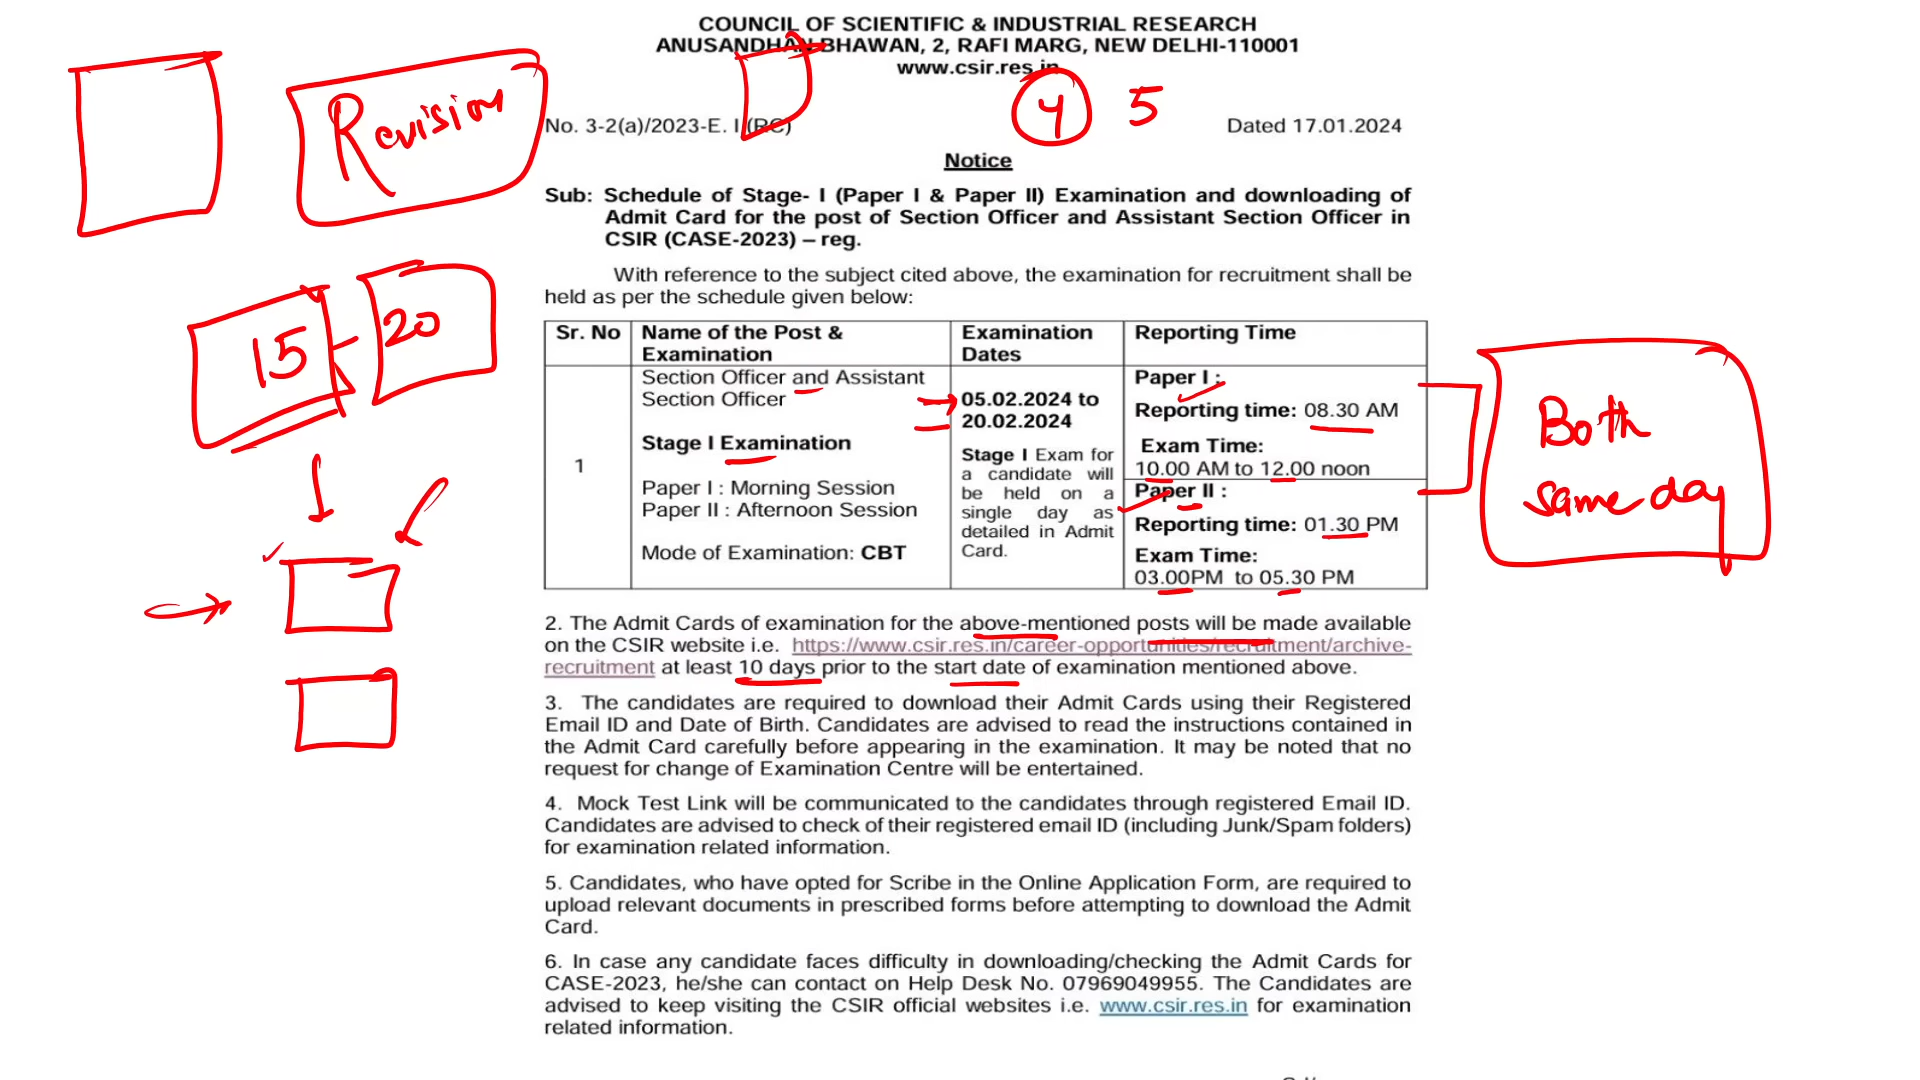 COUNCIL OF SCIENTIFIC & INDUSTRIAL RESEARCH
ANUSANDHAN BHAWAN, 2, RAFI MARG, NEW DELHI-110001
www.csir.res.in
Revision
4 5
No. 3-2(a)/2023-E. I (RC) Dated 17.01.2024
Notice
Sub: Schedule of Stage- I (Paper I & Paper II) Examination and downloading of
Admit Card for the post of Section Officer and Assistant Section Officer in
CSIR (CASE-2023) – reg.
With reference to the subject cited above, the examination for recruitment shall be
held as per the schedule given below:
15 - 20
Sr. No
Name of the Post &
Examination
Examination
Dates
Reporting Time
1
Section Officer and Assistant
Section Officer
Stage I Examination
Paper I : Morning Session
Paper II : Afternoon Session
Mode of Examination: CBT
05.02.2024 to
20.02.2024
Stage I Exam for
a candidate will
be held on a
single day as
detailed in Admit
Card.
Paper I :
Reporting time: 08.30 AM
Exam Time:
10.00 AM to 12.00 noon
Paper II :
Reporting time: 01.30 PM
Exam Time:
03.00PM to 05.30 PM
Both
same day
2. The Admit Cards of examination for the above-mentioned posts will be made available
on the CSIR website i.e. https://www.csir.res.in/career-opportunities/recruitment/archive-
recruitment at least 10 days prior to the start date of examination mentioned above.
3. The candidates are required to download their Admit Cards using their Registered
Email ID and Date of Birth. Candidates are advised to read the instructions contained in
the Admit Card carefully before appearing in the examination. It may be noted that no
request for change of Examination Centre will be entertained.
4. Mock Test Link will be communicated to the candidates through registered Email ID.
Candidates are advised to check of their registered email ID (including Junk/Spam folders)
for examination related information.
5. Candidates, who have opted for Scribe in the Online Application Form, are required to
upload relevant documents in prescribed forms before attempting to download the Admit
Card.
6. In case any candidate faces difficulty in downloading/checking the Admit Cards for
CASE-2023, he/she can contact on Help Desk No. 07969049955. The Candidates are
advised to keep visiting the CSIR official websites i.e. www.csir.res.in for examination
related information.